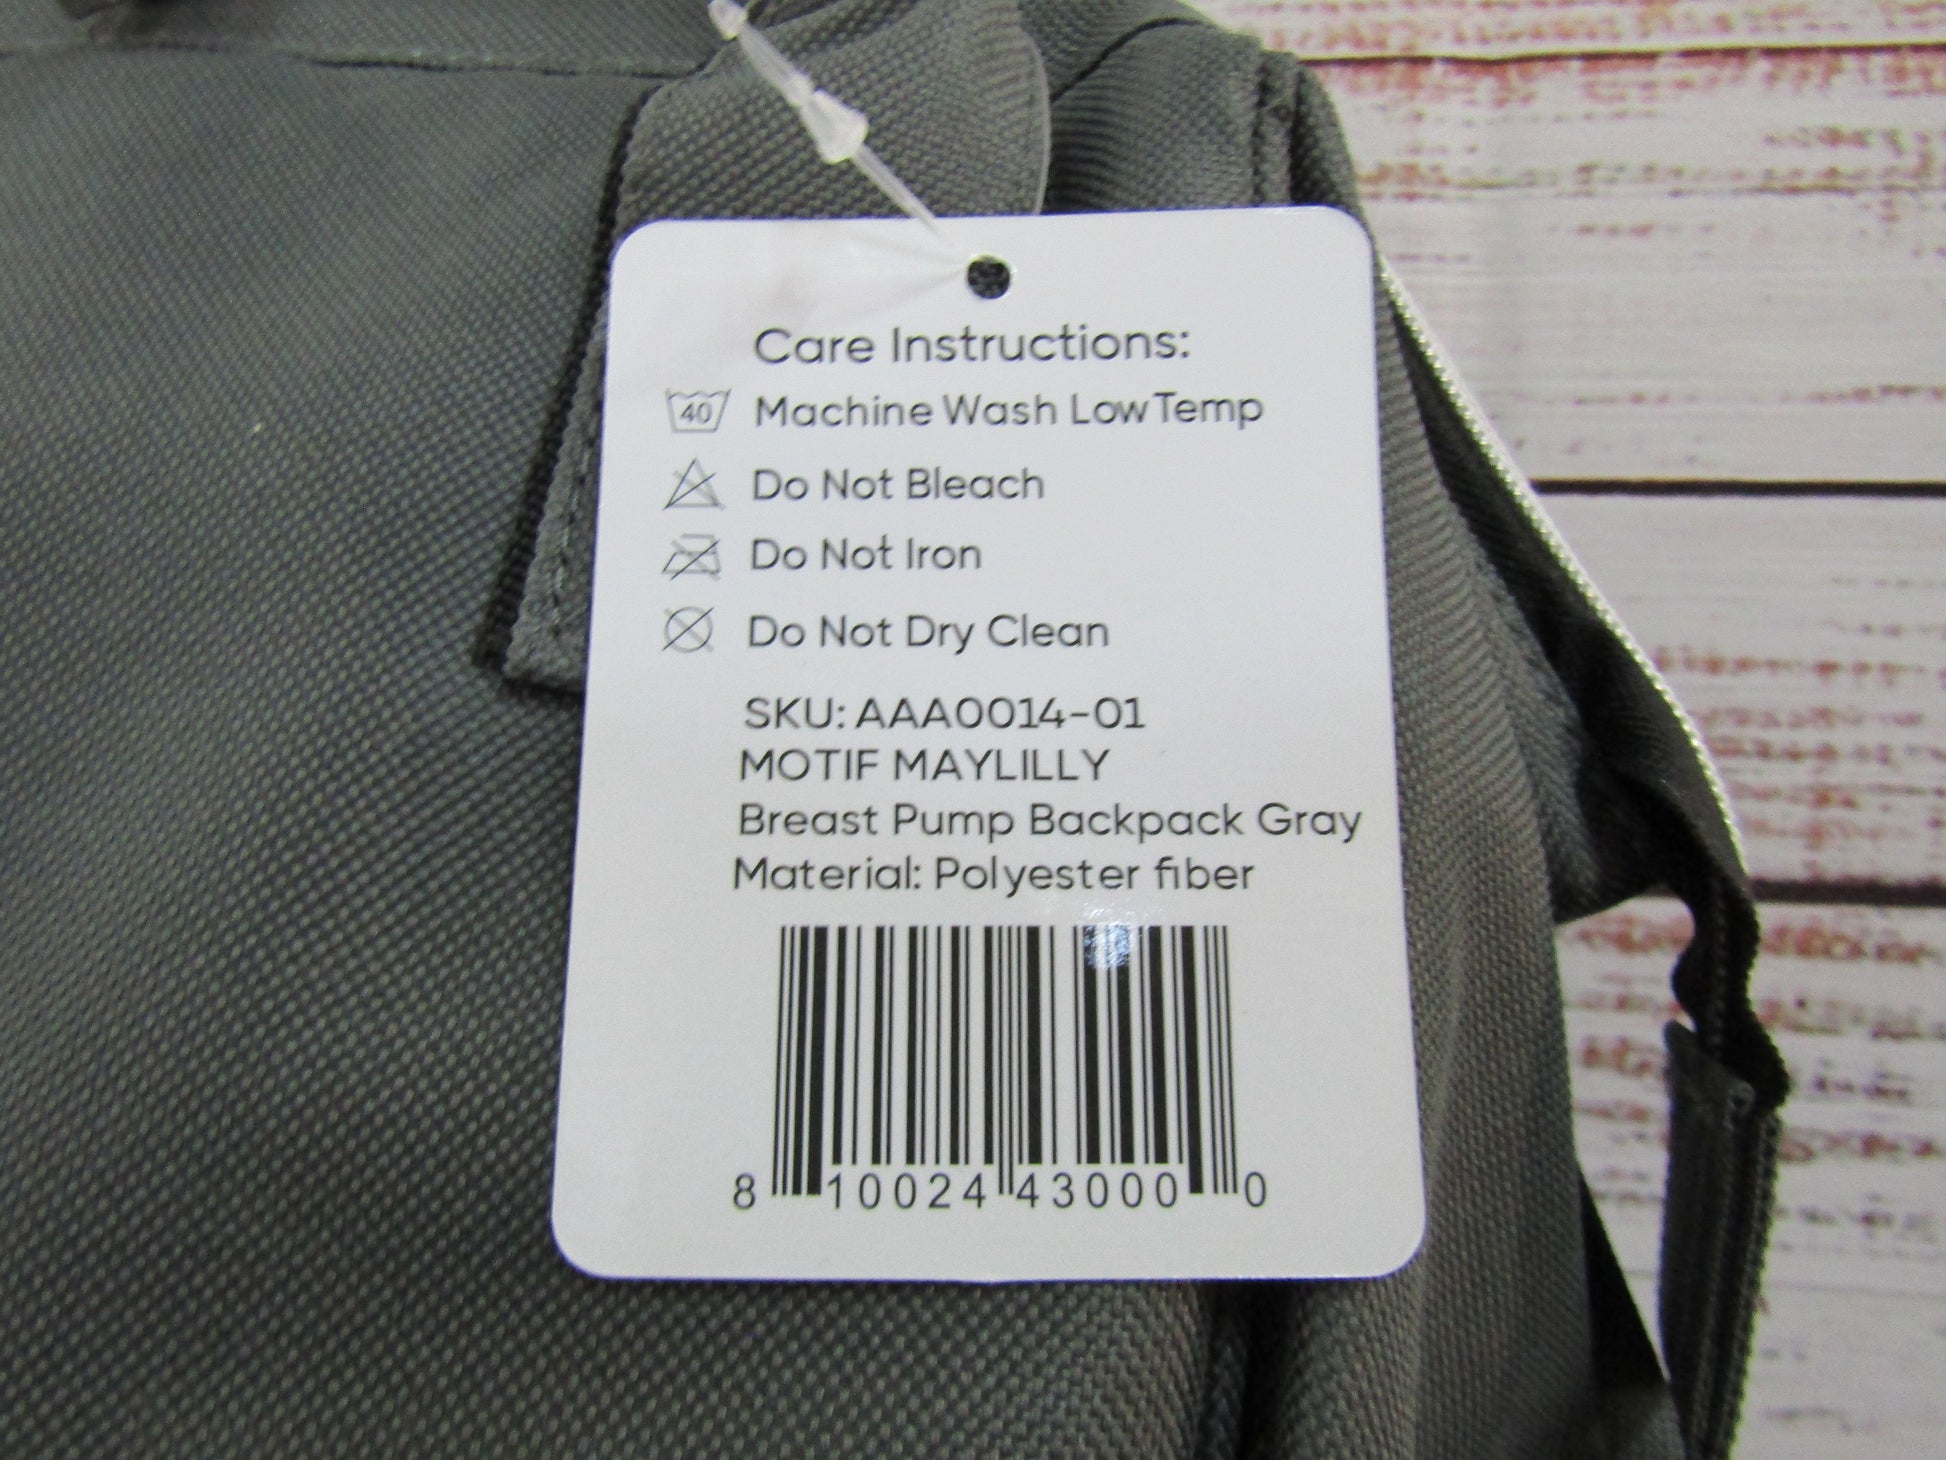 Care Instructions:
40 Machine Wash Low Temp
Do Not Bleach
Do Not Iron
Do Not Dry Clean
SKU: AAA0014-01
MOTIF MAYLILLY
Breast Pump Backpack Gray
Material: Polyester fiber
8 10024 43000 0